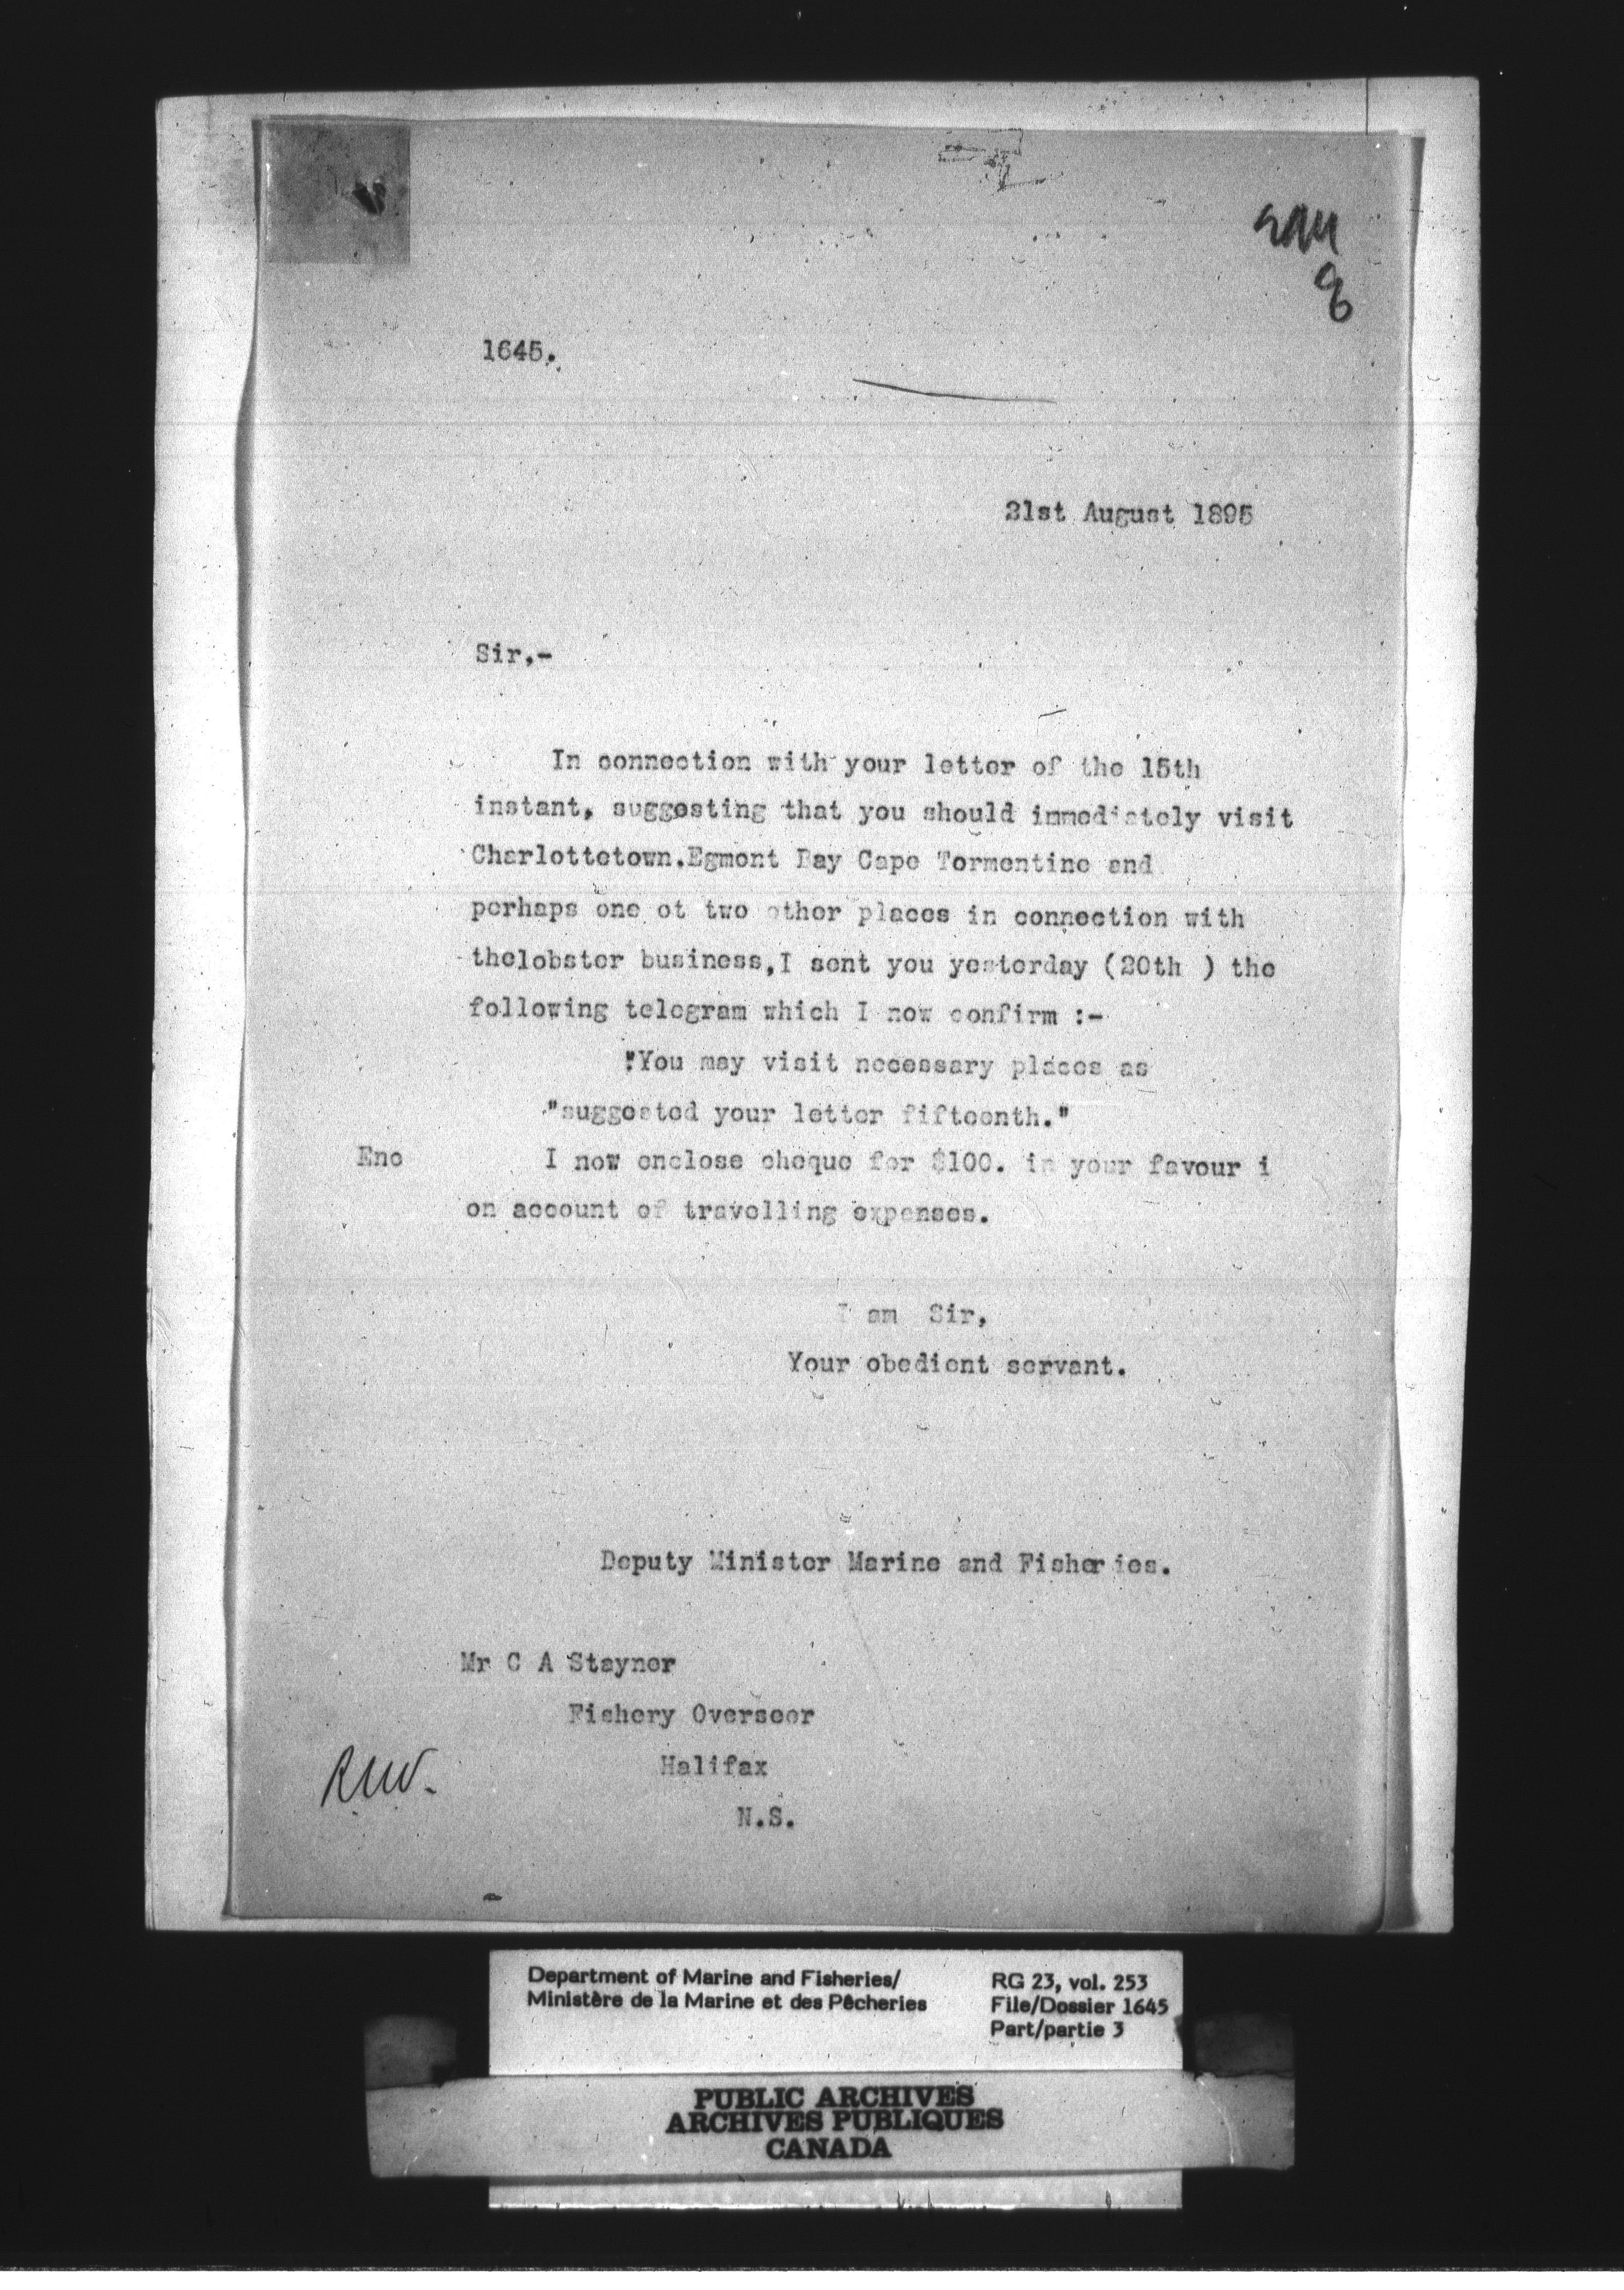 1645.
21st August 1895
Sir,-
In connection with your letter of the 15th
instant, suggesting that you should immediately visit
Charlottetown.Egmont Bay Cape Tormentine and
perhaps one ot two other places in connection with
thelobster business,I sent you yesterday (20th ) the
following telegram which I now confirm :-
"You may visit necessary places as
"suggested your letter fifteenth."
Enc I now enclose cheque for $100. in your favour i
on account of travelling expenses.
I am Sir,
Your obedient servant.
Deputy Minister Marine and Fisheries.
Mr C A Stayner
Fishery Overseer
Halifax
N.S.
Department of Marine and Fisheries/
Ministère de la Marine et des Pêcheries
RG 23, vol. 253
File/Dossier 1645
Part/partie 3
PUBLIC ARCHIVES
ARCHIVES PUBLIQUES
CANADA